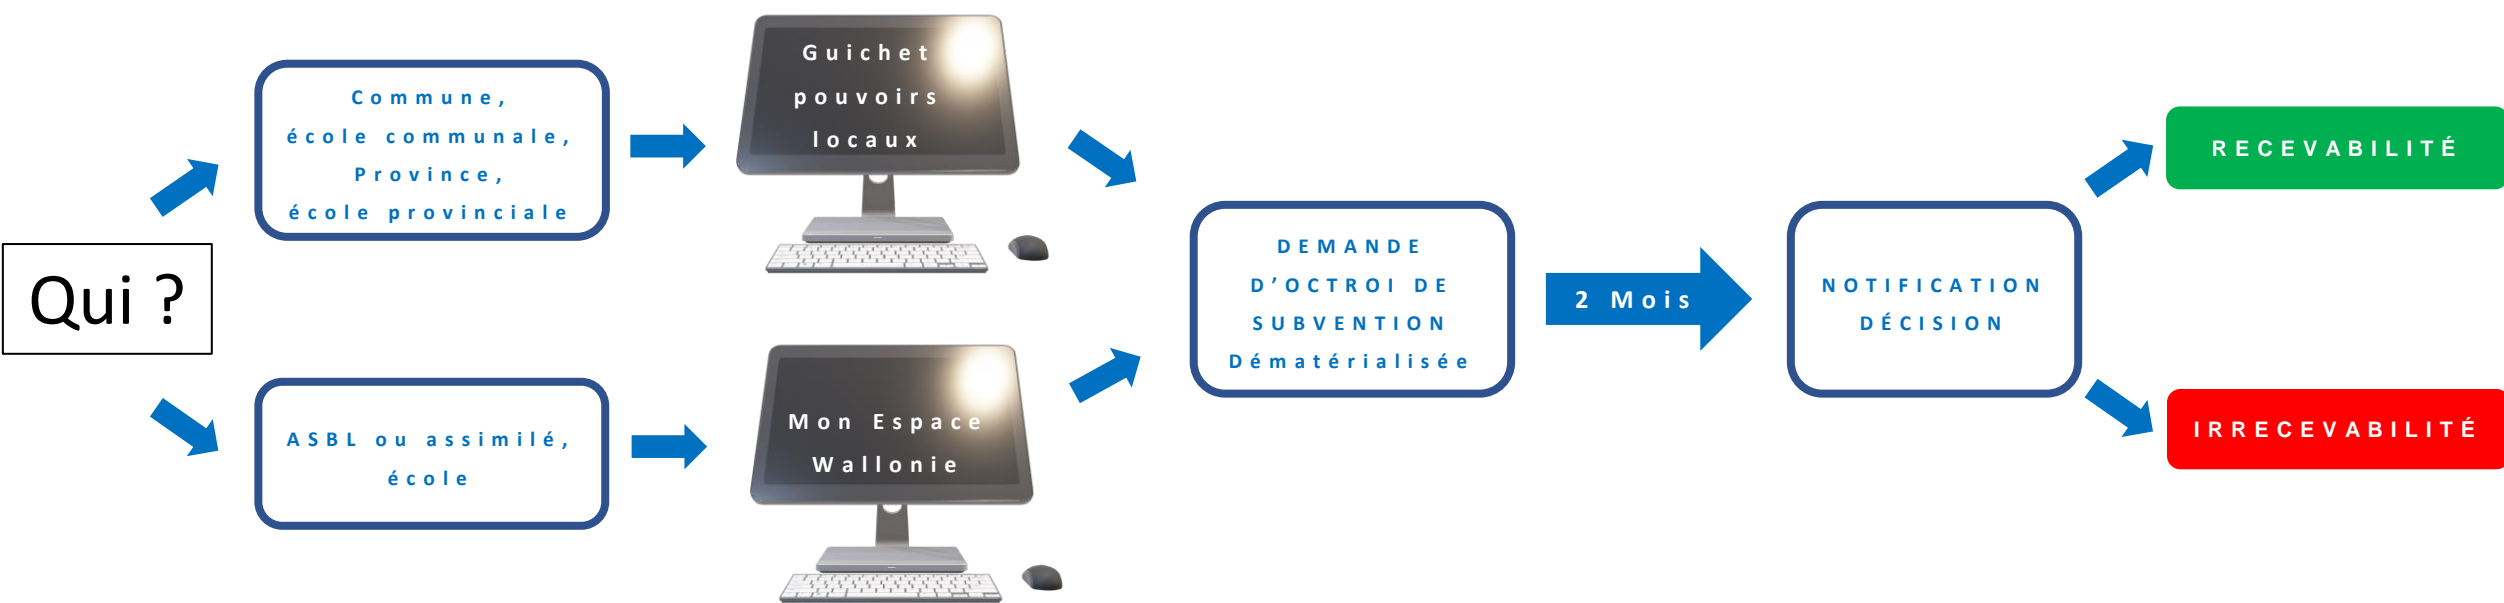 Qui ?
Commune,
école communale,
Province,
école provinciale
Guichet
pouvoirs
locaux
ASBL ou assimilé,
école
Mon Espace
Wallonie
DEMANDE
D’OCTROI DE
SUBVENTION
Dématérialisée
2 Mois
NOTIFICATION
DÉCISION
RECEVABILITÉ
IRRECEVABILITÉ